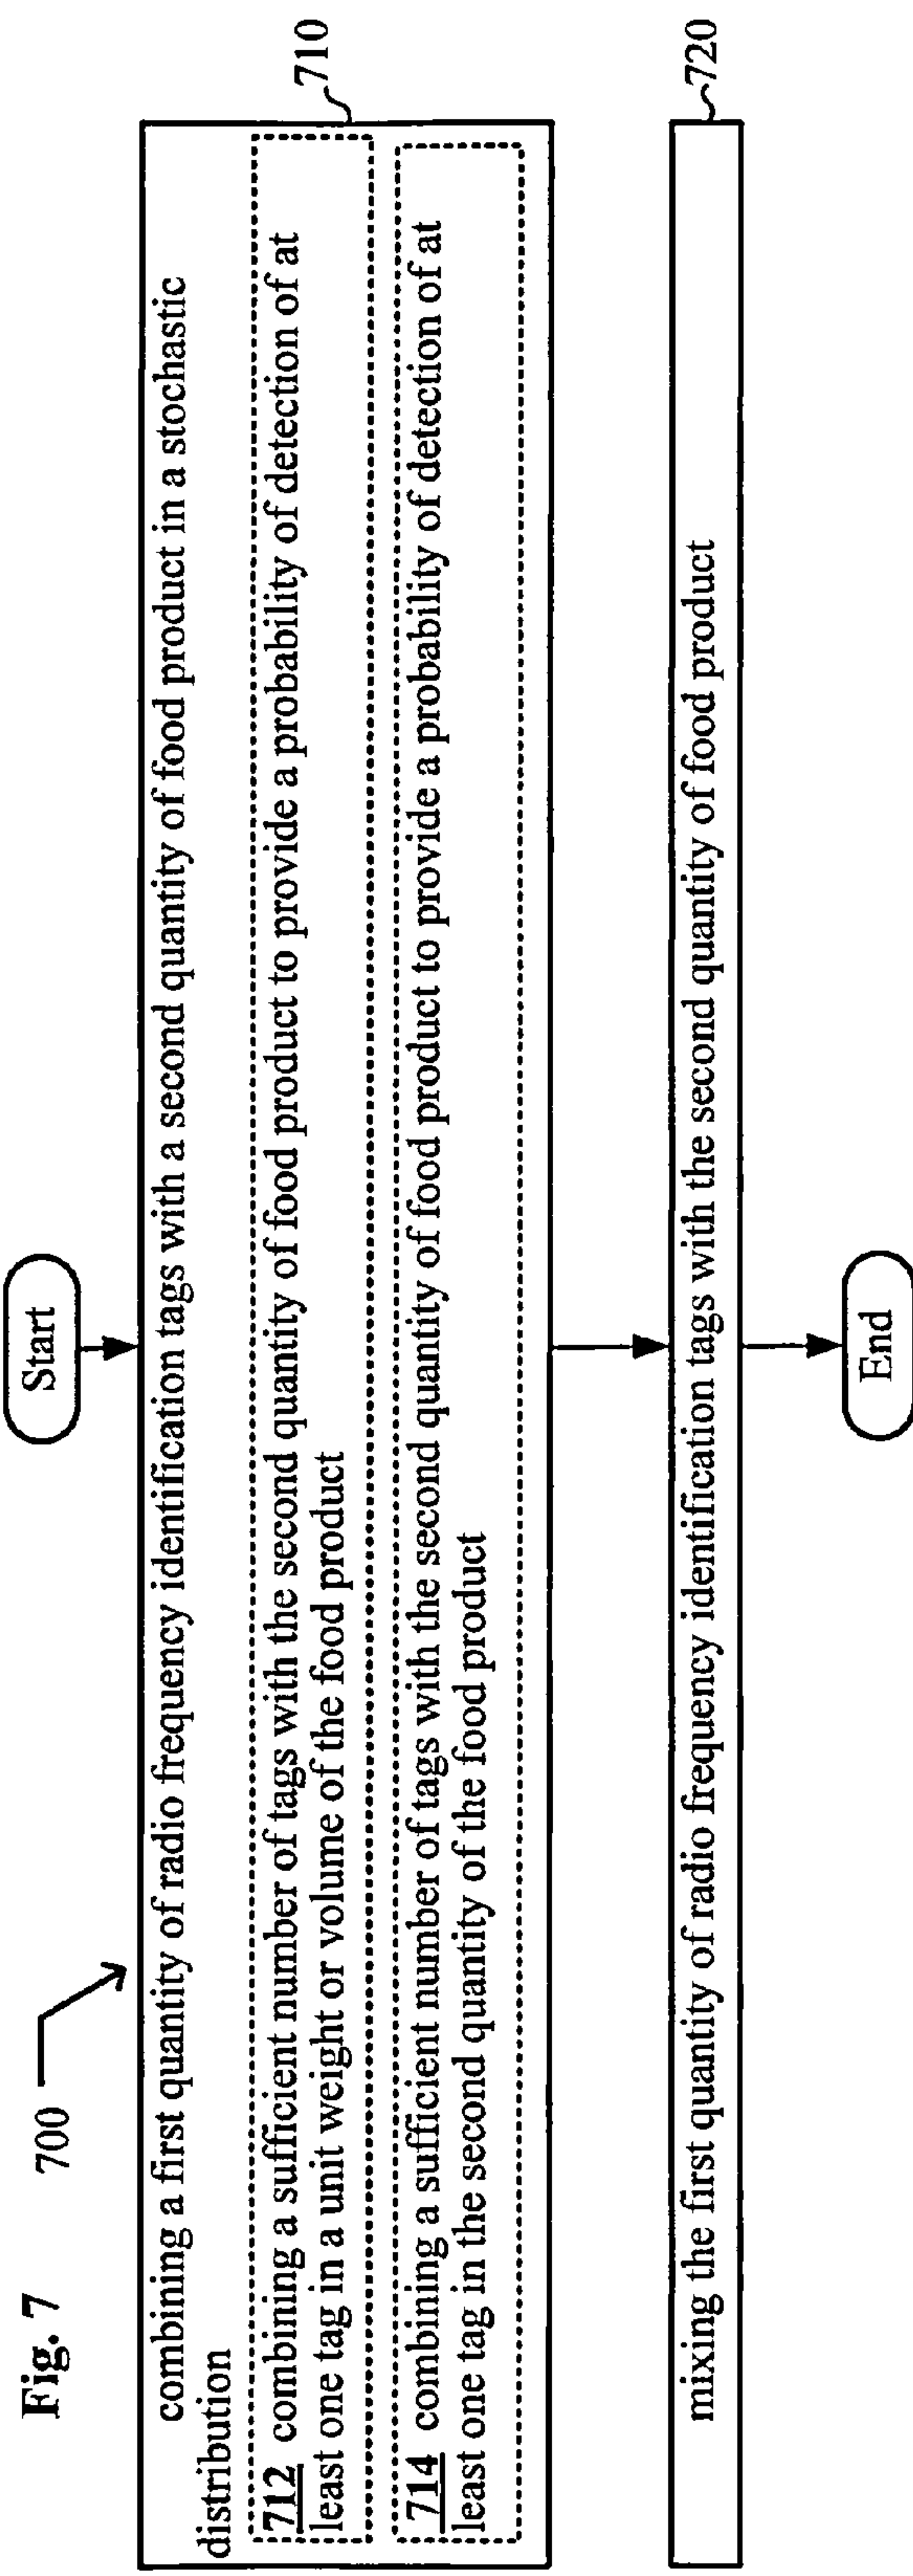 Fig. 7
700
Start
combining a first quantity of radio frequency identification tags with a second quantity of food product in a stochastic
distribution
710
712 combining a sufficient number of tags with the second quantity of food product to provide a probability of detection of at
least one tag in a unit weight or volume of the food product
714 combining a sufficient number of tags with the second quantity of food product to provide a probability of detection of at
least one tag in the second quantity of the food product
mixing the first quantity of radio frequency identification tags with the second quantity of food product
720
End